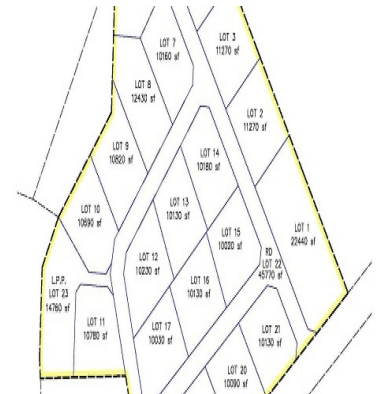 LOT 7
10160 sf
LOT 3
11270 sf
LOT 8
12430 sf
LOT 2
11270 sf
LOT 9
10820 sf
LOT 14
10180 sf
LOT 13
10130 sf
LOT 10
10690 sf
LOT 15
10020 sf
LOT 1
22440 sf
RD
LOT 22
45770 sf
LOT 12
10230 sf
L.P.P.
LOT 23
14760 sf
LOT 16
10130 sf
LOT 11
10780 sf
LOT 17
10030 sf
LOT 21
10130 sf
LOT 20
10090 sf